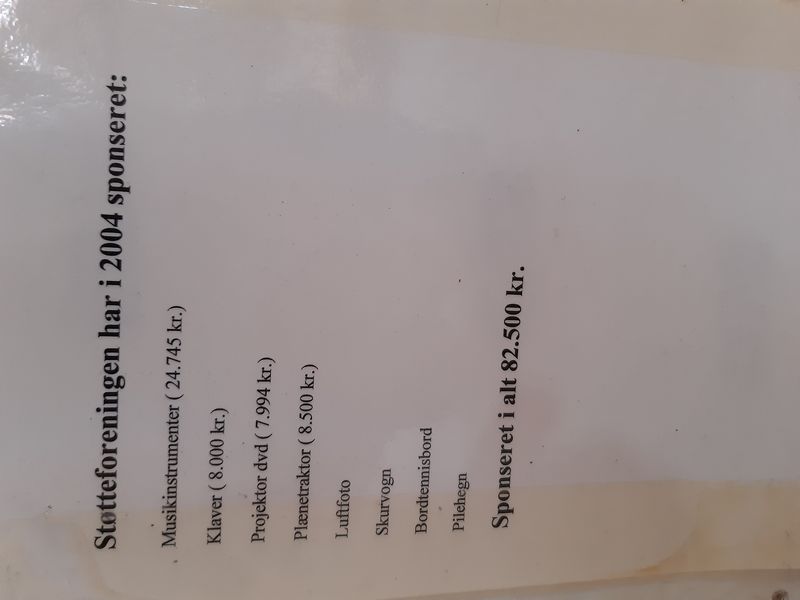 Støtteforeningen har i 2004 sponseret:
Musikinstrumenter ( 24.745 kr.)
Klaver ( 8.000 kr.)
Projektor dvd ( 7.994 kr.)
Plænetraktor ( 8.500 kr.)
Luftfoto
Skurvogn
Bordtennisbord
Pilehegn
Sponseret i alt 82.500 kr.